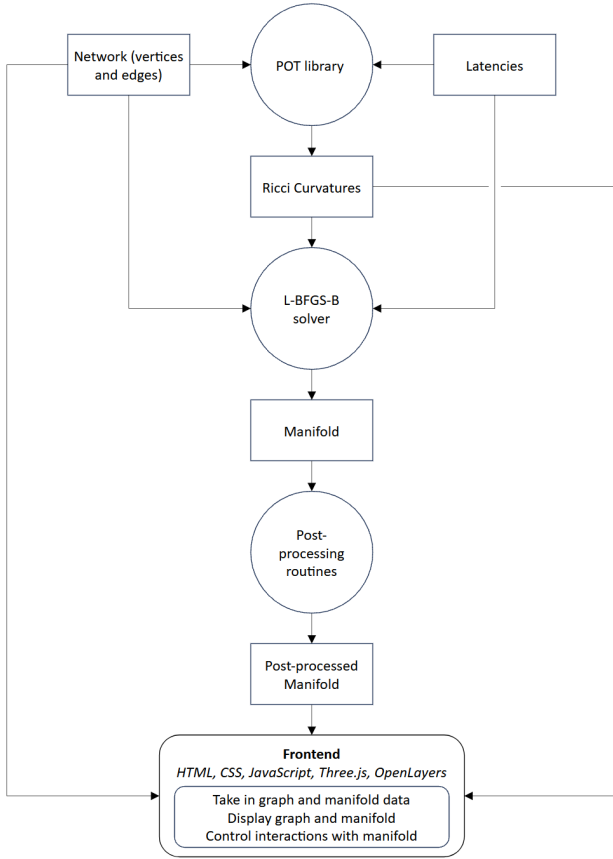 Network (vertices
and edges)
POT library
Latencies
Ricci Curvatures
L-BFGS-B
solver
Manifold
Post-
processing
routines
Post-processed
Manifold
Frontend
HTML, CSS, JavaScript, Three.js, OpenLayers
Take in graph and manifold data
Display graph and manifold
Control interactions with manifold